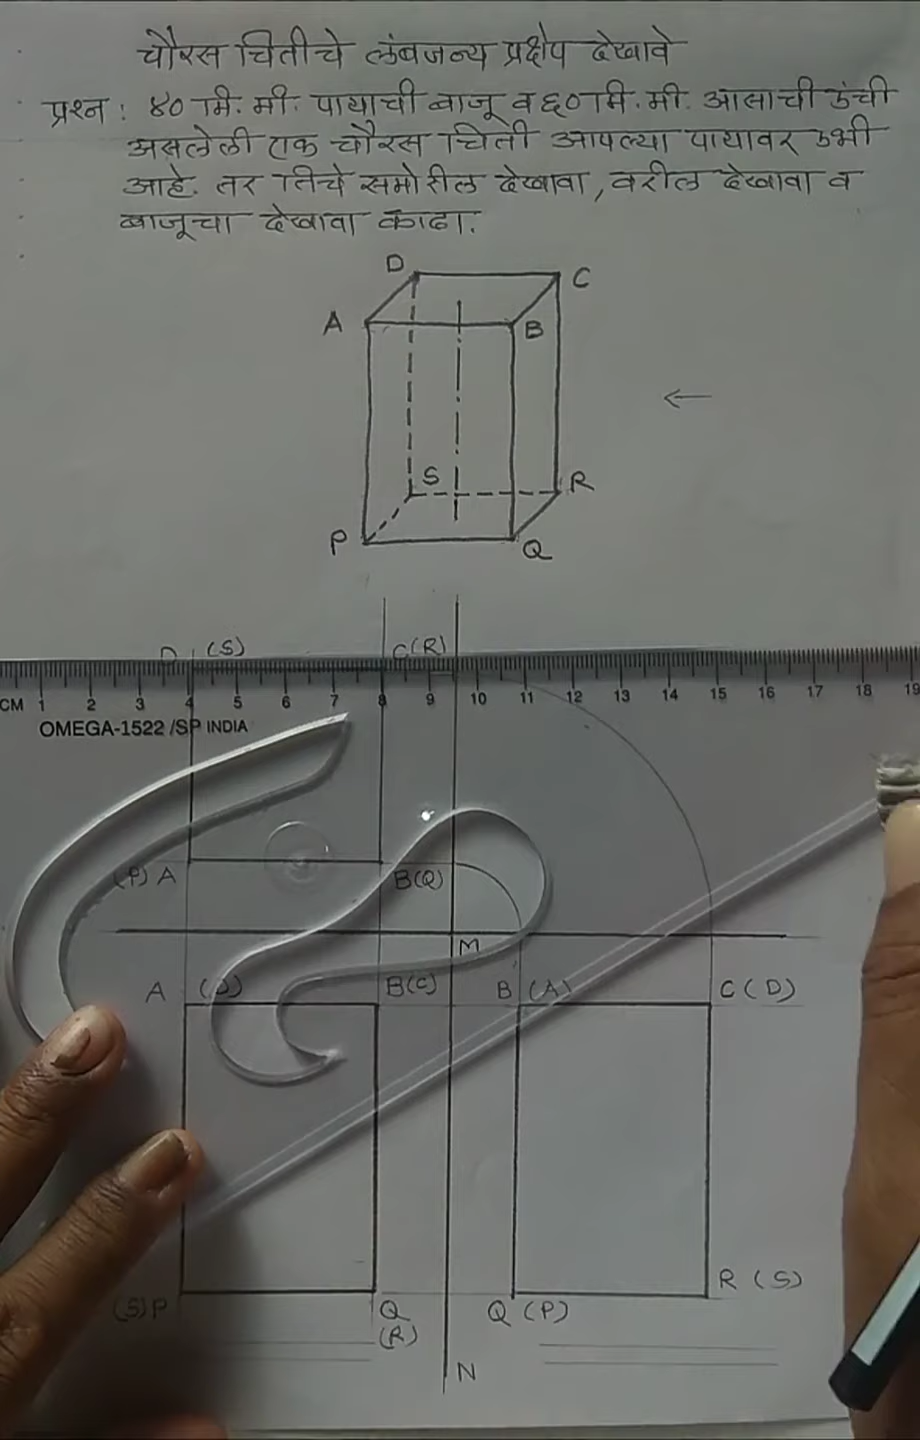 चौरस चितीचे लंबजन्य प्रक्षेप देखावे
प्रश्न : ४० मि. मी. पायाची बाजू व ६० मि. मी. आसाची उंची
असलेली एक चौरस चिती आपल्या पायावर उभी
आहे. तर तिचे समोरील देखावा, वरील देखावा व
बाजूचा देखावा काढा.
D
C
A
B
S
R
P
Q
D (S) C(R)
CM 1 2 3 4 5 6 7 8 9 10 11 12 13 14 15 16 17 18 19
OMEGA-1522 /SP INDIA
(P) A B(Q)
M
A (D) B(C) B (A) C (D)
R (S)
(S) P Q (R) Q (P)
N